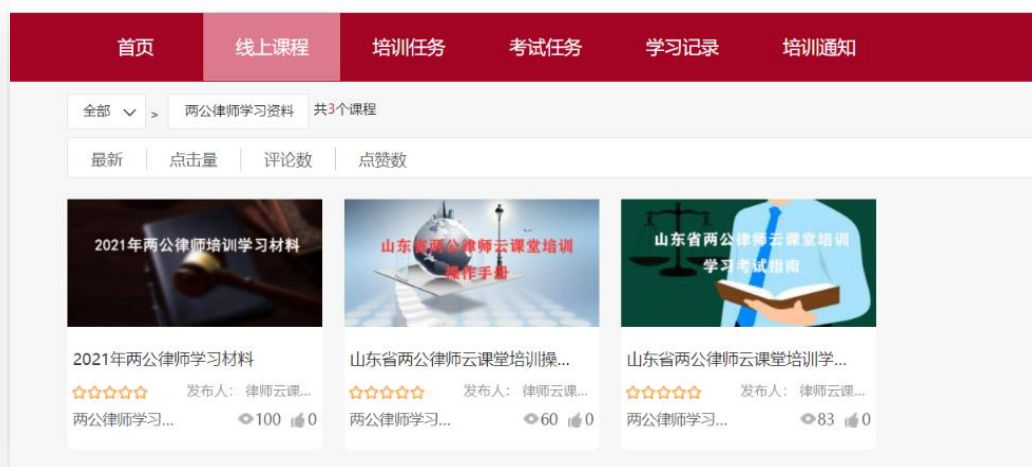 首页 线上课程 培训任务 考试任务 学习记录 培训通知
全部 > 两公律师学习资料 共3个课程
最新 点击量 评论数 点赞数
2021年两公律师培训学习材料
山东省两公律师云课堂培训
操作手册
山东省两公律师云课堂培训
学习考试指南
2021年两公律师学习材料 山东省两公律师云课堂培训操... 山东省两公律师云课堂培训学...
发布人： 律师云课... 发布人： 律师云课... 发布人： 律师云课...
两公律师学习... 100 0 两公律师学习... 60 0 两公律师学习... 83 0